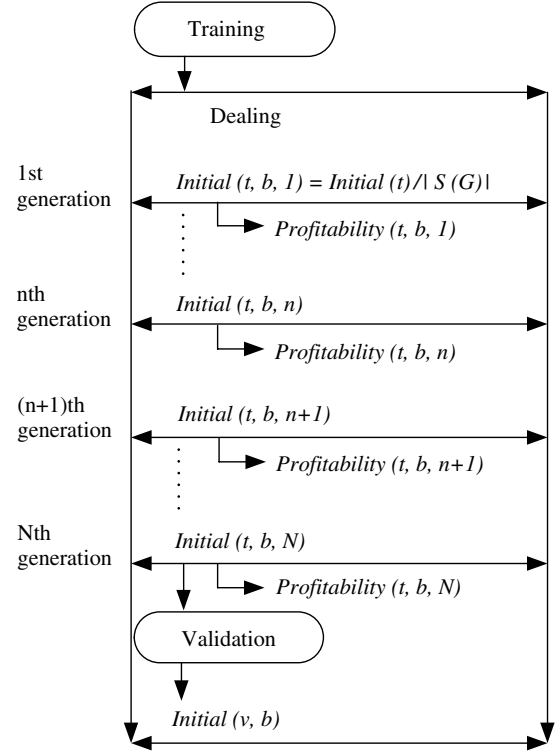 Training
Dealing
1st
generation
Initial (t, b, 1) = Initial (t)/| S (G)|
Profitability (t, b, 1)
nth
generation
Initial (t, b, n)
Profitability (t, b, n)
(n+1)th
generation
Initial (t, b, n+1)
Profitability (t, b, n+1)
Nth
generation
Initial (t, b, N)
Profitability (t, b, N)
Validation
Initial (v, b)